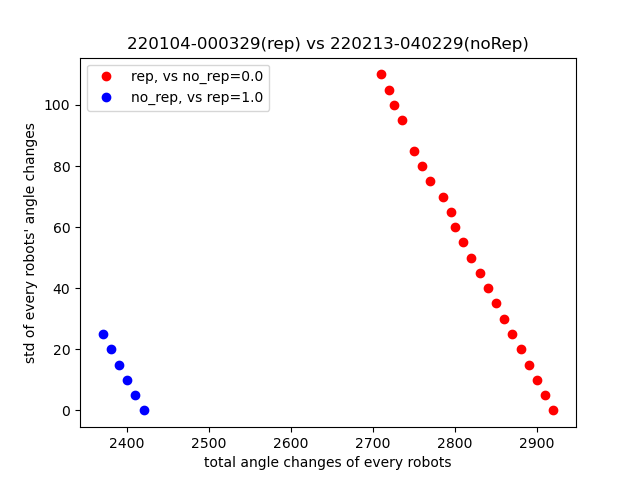 220104-000329(rep) vs 220213-040229(noRep)
rep, vs no_rep=0.0
no_rep, vs rep=1.0
std of every robots' angle changes
100
80
60
40
20
0
2400 2500 2600 2700 2800 2900
total angle changes of every robots